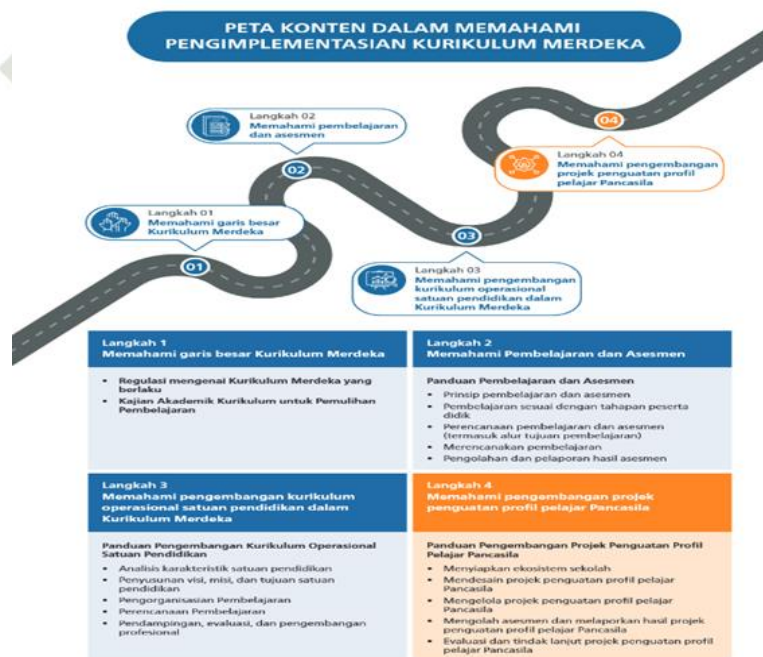 PETA KONTEN DALAM MEMAHAMI
PENGIMPLEMENTASIAN KURIKULUM MERDEKA
04
Langkah 02
Memahami pembelajaran
dan asesmen
02
Langkah 04
Memahami pengembangan
projek penguatan profil
pelajar Pancasila
Langkah 01
Memahami garis besar
Kurikulum Merdeka
01
03
Langkah 03
Memahami pengembangan
kurikulum operasional
satuan pendidikan dalam
Kurikulum Merdeka
Langkah 1
Memahami garis besar Kurikulum Merdeka
• Regulasi mengenai Kurikulum Merdeka yang
berlaku
• Kajian Akademik Kurikulum untuk Pemulihan
Pembelajaran
Langkah 2
Memahami Pembelajaran dan Asesmen
Panduan Pembelajaran dan Asesmen
• Prinsip pembelajaran dan asesmen
• Pembelajaran sesuai dengan tahapan peserta
didik
• Perencanaan pembelajaran dan asesmen
(termasuk alur tujuan pembelajaran)
• Merencanakan pembelajaran
• Pengolahan dan pelaporan hasil asesmen
Langkah 3
Memahami pengembangan kurikulum
operasional satuan pendidikan dalam
Kurikulum Merdeka
Panduan Pengembangan Kurikulum Operasional
Satuan Pendidikan
• Analisis karakteristik satuan pendidikan
• Penyusunan visi, misi, dan tujuan satuan
pendidikan
• Pengorganisasian Pembelajaran
• Perencanaan Pembelajaran
• Pendampingan, evaluasi, dan pengembangan
profesional
Langkah 4
Memahami pengembangan projek
penguatan profil pelajar Pancasila
Panduan Pengembangan Projek Penguatan Profil
Pelajar Pancasila
• Menyiapkan ekosistem sekolah
• Mendesain projek penguatan profil pelajar
Pancasila
• Mengelola projek penguatan profil pelajar
Pancasila
• Mengolah asesmen dan melaporkan hasil projek
penguatan profil pelajar Pancasila
• Evaluasi dan tindak lanjut projek penguatan profil
pelajar Pancasila